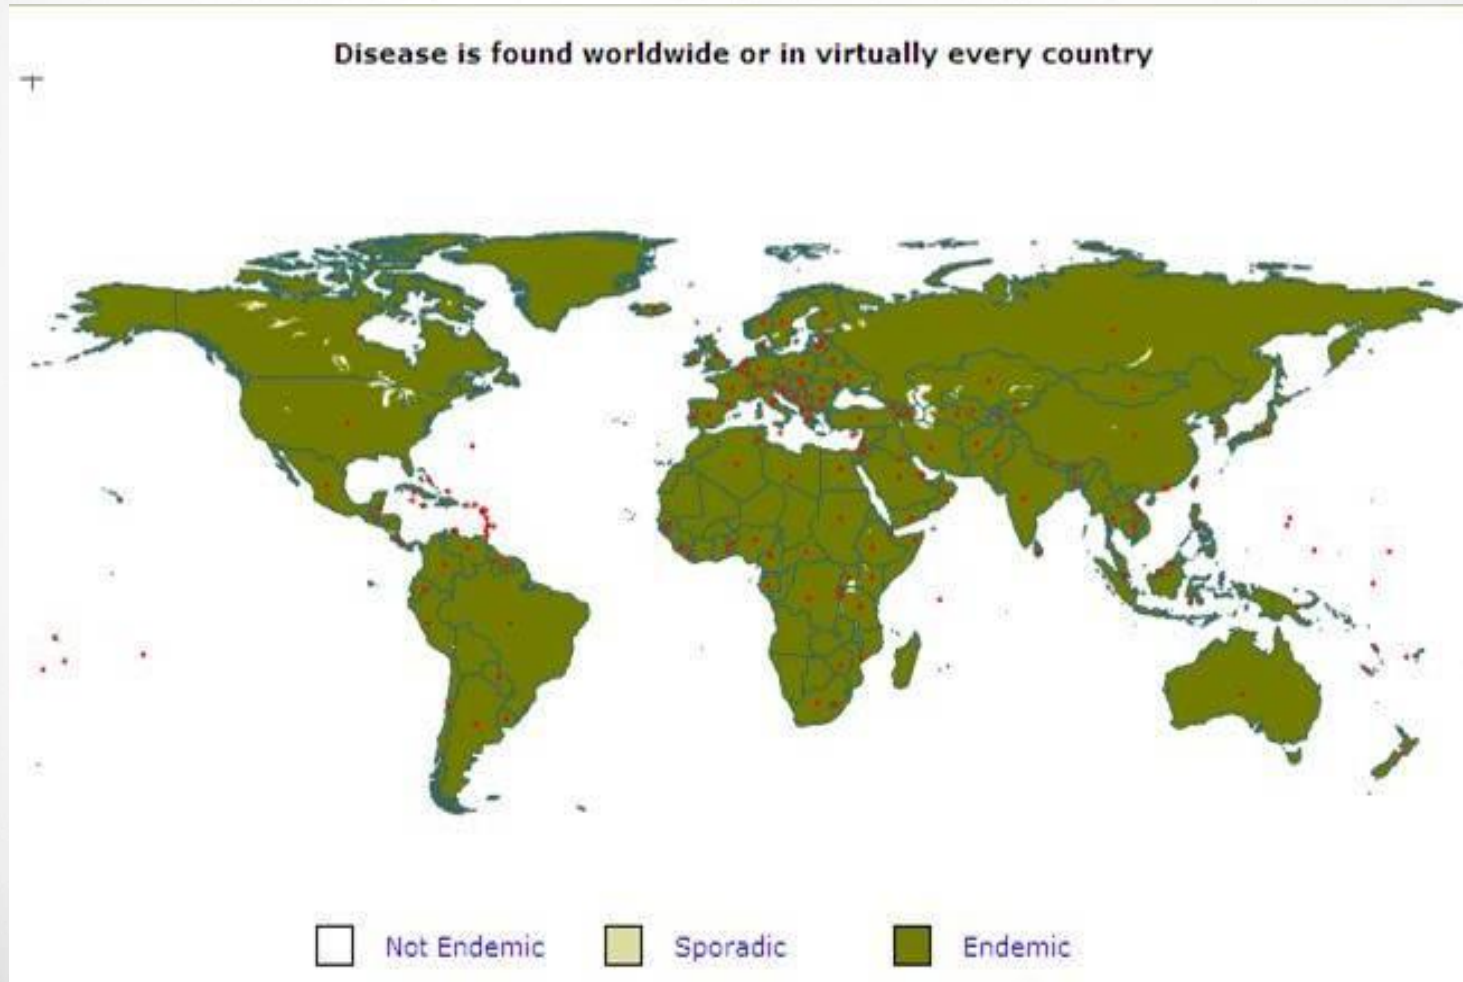 Disease is found worldwide or in virtually every country
Not Endemic
Sporadic
Endemic